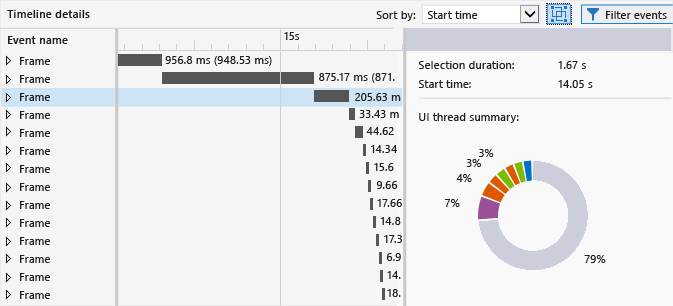 Timeline details
Sort by: Start time
Filter events
Event name
15s
Frame 956.8 ms (948.53 ms)
Frame 875.17 ms (871.
Frame 205.63 m
Frame 33.43 m
Frame 44.62
Frame 14.34
Frame 15.6
Frame 9.66
Frame 17.66
Frame 14.8
Frame 17.3
Frame 6.9
Frame 14.
Frame 18.
Selection duration: 1.67 s
Start time: 14.05 s
UI thread summary:
3%
3%
4%
7%
79%